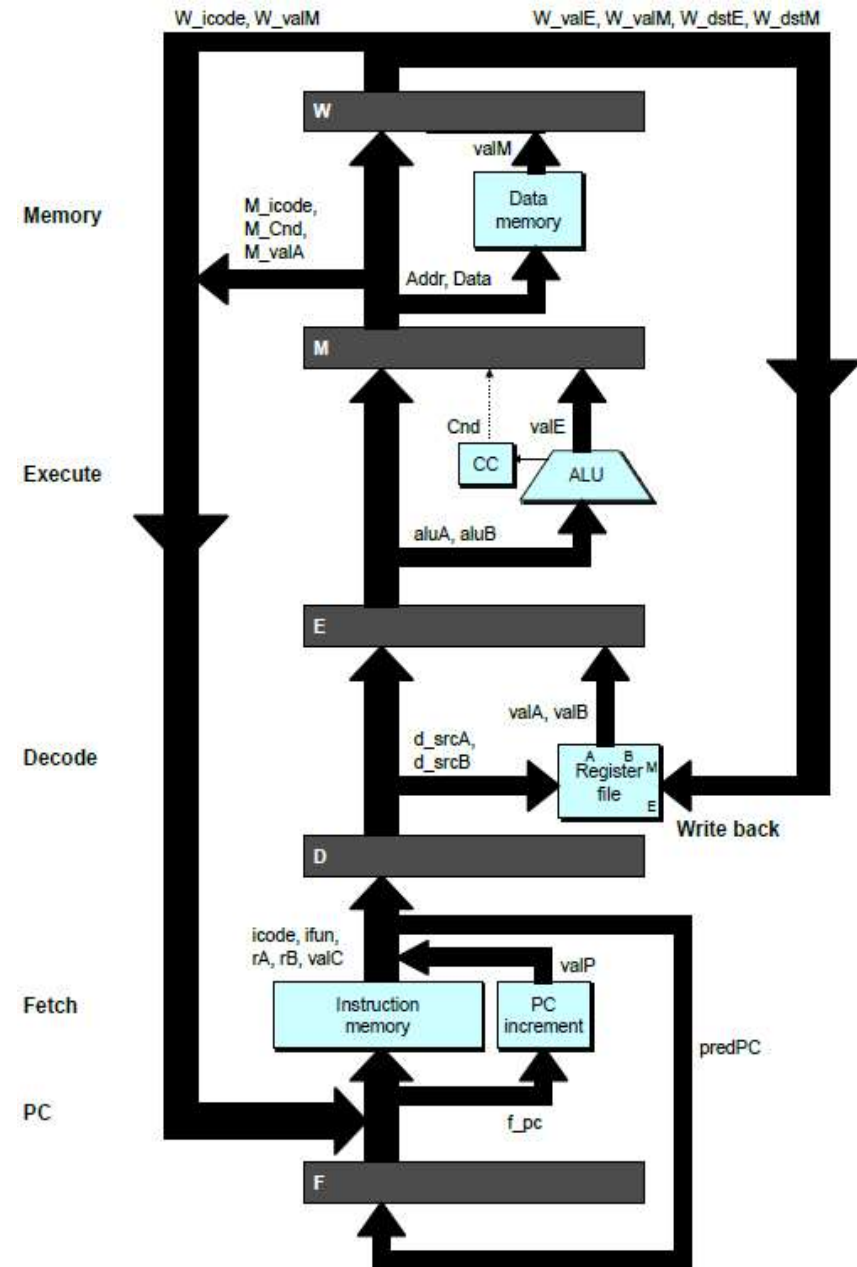 W_icode, W_valM
W_valE, W_valM, W_dstE, W_dstM
W
valM
Memory
Data
memory
M_icode,
M_Cnd,
M_valA
Addr, Data
M
Cnd
valE
Execute
CC
ALU
aluA, aluB
E
valA, valB
Decode
d_srcA,
d_srcB
A B
Register
file
M
E
Write back
D
icode, ifun,
rA, rB, valC
valP
Fetch
Instruction
memory
PC
increment
predPC
PC
f_pc
F